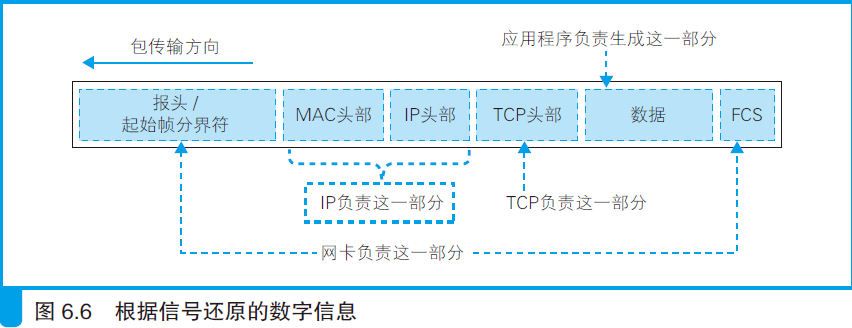 包传输方向
应用程序负责生成这一部分
报头 /
起始帧分界符
MAC头部
IP头部
TCP头部
数据
FCS
IP负责这一部分
TCP负责这一部分
网卡负责这一部分
图 6.6 根据信号还原的数字信息